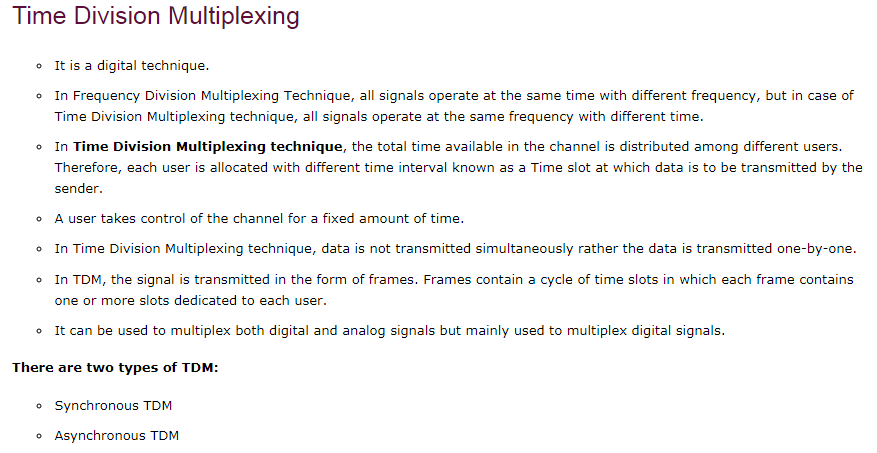 Time Division Multiplexing
It is a digital technique.
In Frequency Division Multiplexing Technique, all signals operate at the same time with different frequency, but in case of
Time Division Multiplexing technique, all signals operate at the same frequency with different time.
In Time Division Multiplexing technique, the total time available in the channel is distributed among different users.
Therefore, each user is allocated with different time interval known as a Time slot at which data is to be transmitted by the
sender.
A user takes control of the channel for a fixed amount of time.
In Time Division Multiplexing technique, data is not transmitted simultaneously rather the data is transmitted one-by-one.
In TDM, the signal is transmitted in the form of frames. Frames contain a cycle of time slots in which each frame contains
one or more slots dedicated to each user.
It can be used to multiplex both digital and analog signals but mainly used to multiplex digital signals.
There are two types of TDM:
Synchronous TDM
Asynchronous TDM